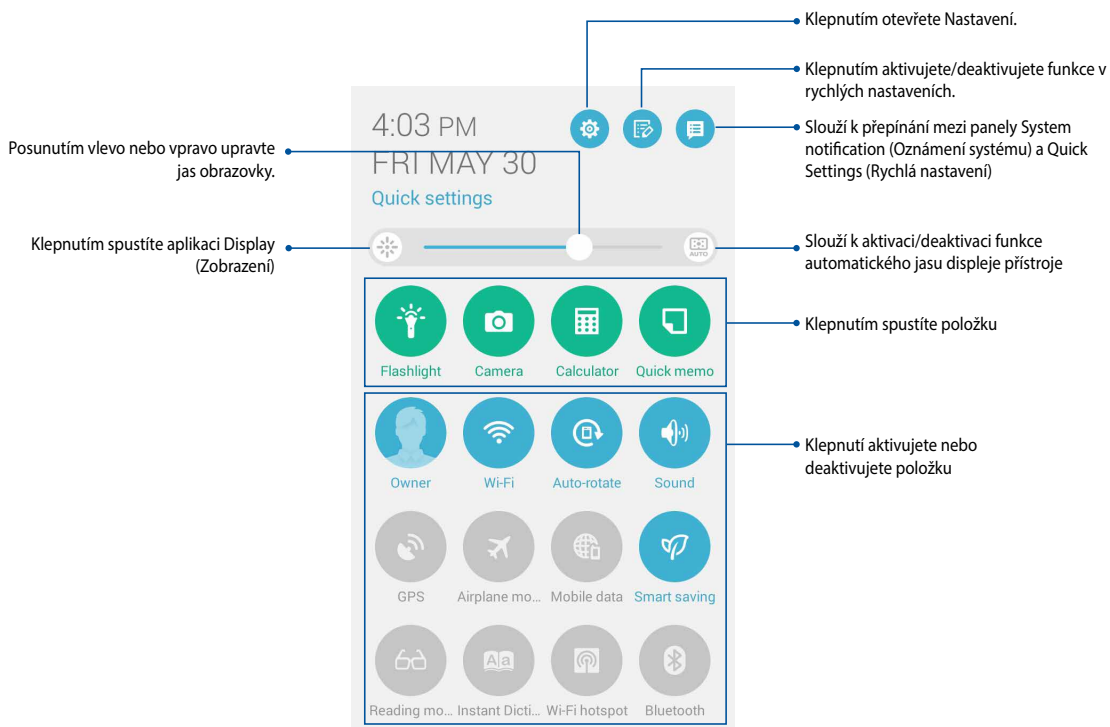 Klepnutím otevřete Nastavení.
Klepnutím aktivujete/deaktivujete funkce v
rychlých nastaveních.
Slouží k přepínání mezi panely System
notification (Oznámení systému) a Quick
Settings (Rychlá nastavení)
Posunutím vlevo nebo vpravo upravte
jas obrazovky.
4:03 PM
FRI MAY 30
Quick settings
Klepnutím spustíte aplikaci Display
(Zobrazení)
AUTO
Slouží k aktivaci/deaktivaci funkce
automatického jasu displeje přístroje
Flashlight Camera Calculator Quick memo
Klepnutím spustíte položku
Owner Wi-Fi Auto-rotate Sound
Klepnutí aktivujete nebo
deaktivujete položku
GPS Airplane mo... Mobile data Smart saving
Aa
Reading mo... Instant Dicti... Wi-Fi hotspot Bluetooth